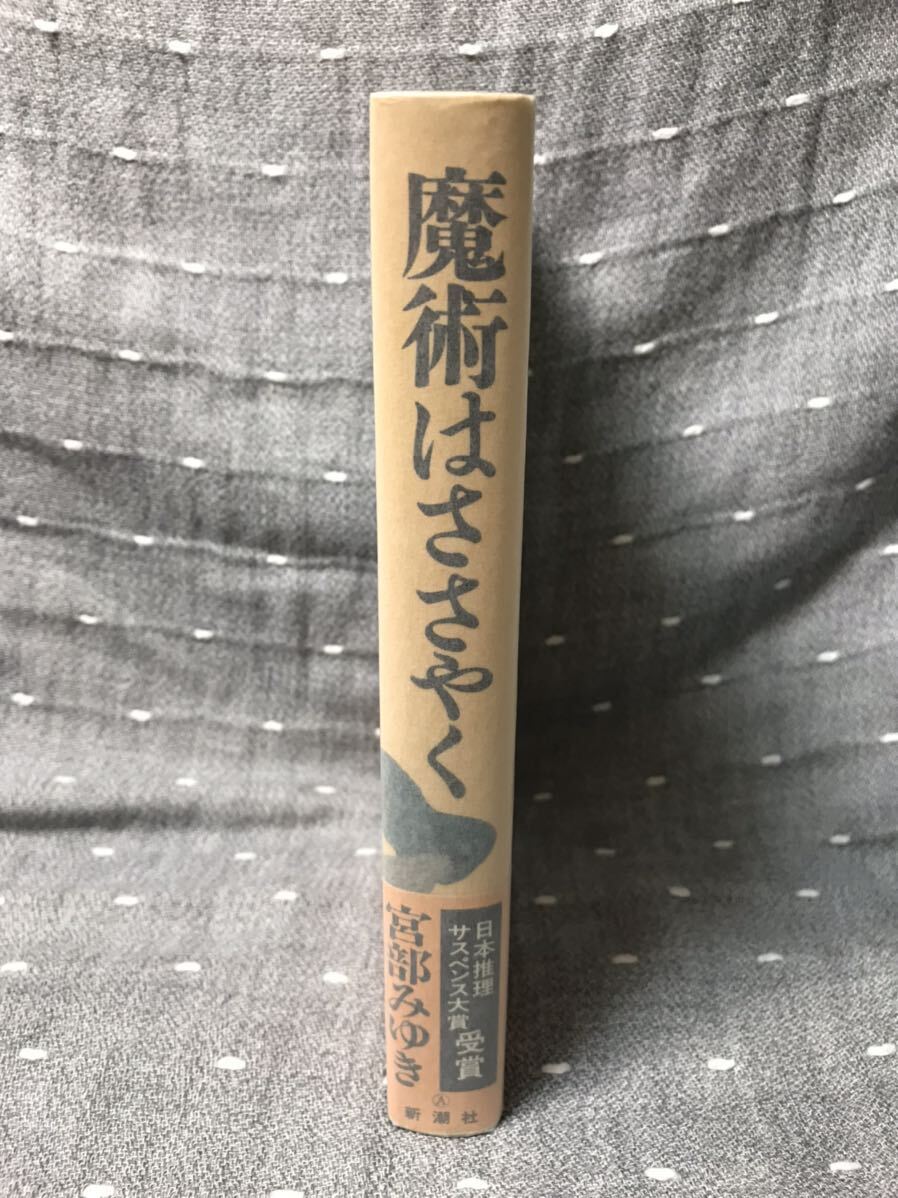 魔術はささやく
日本推理
サスペンス大賞
受賞
宮部みゆき
Ⓐ
新潮社